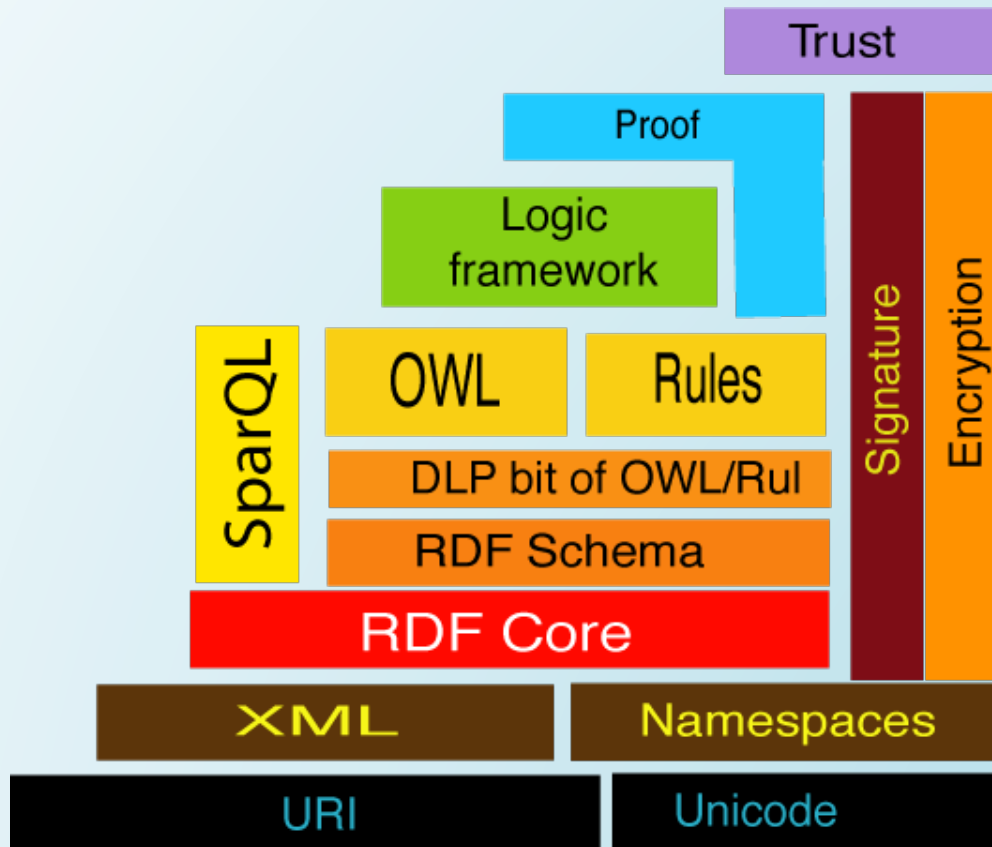 Trust
Proof
Logic
framework
SparQL
OWL
Rules
Signature
Encryption
DLP bit of OWL/Rul
RDF Schema
RDF Core
XML
Namespaces
URI
Unicode